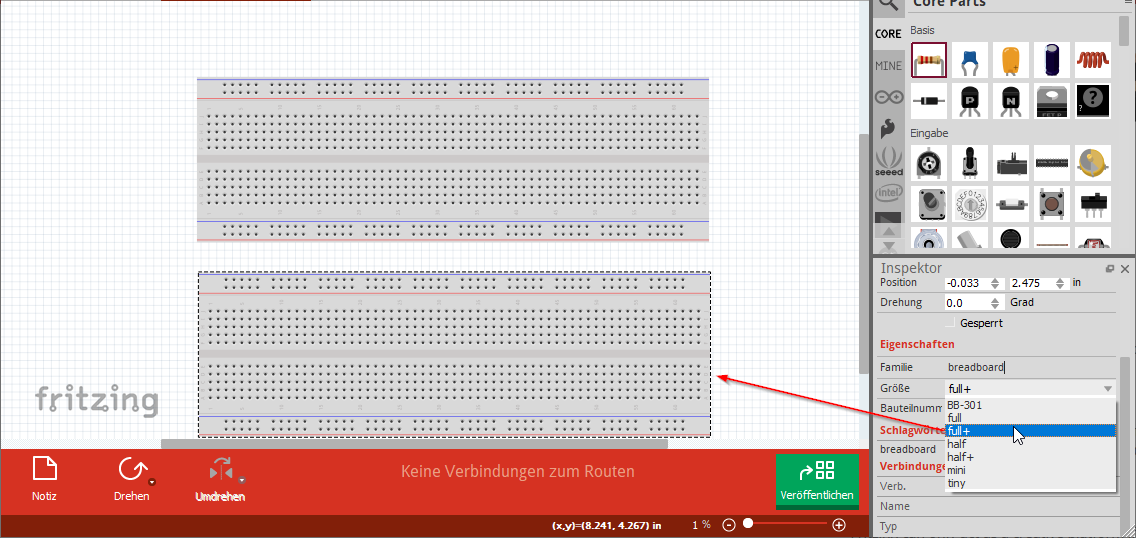 Core Parts
CORE
Basis
MINE
P
N
?
?
Eingabe
seeed
intel
Inspektor
Position -0.033 2.475 in
Drehung 0.0 Grad
Gesperrt
Eigenschaften
Familie breadboard
Größe full+
BB-301
Bauteilnumm
full
Schlagworte
full+
half
breadboard
half+
Verbindunge
mini
Verb.
tiny
Name
Typ
fritzing
Notiz
Drehen
Umdrehen
Keine Verbindungen zum Routen
Veröffentlichen
(x,y)=(8.241, 4.267) in
1 %